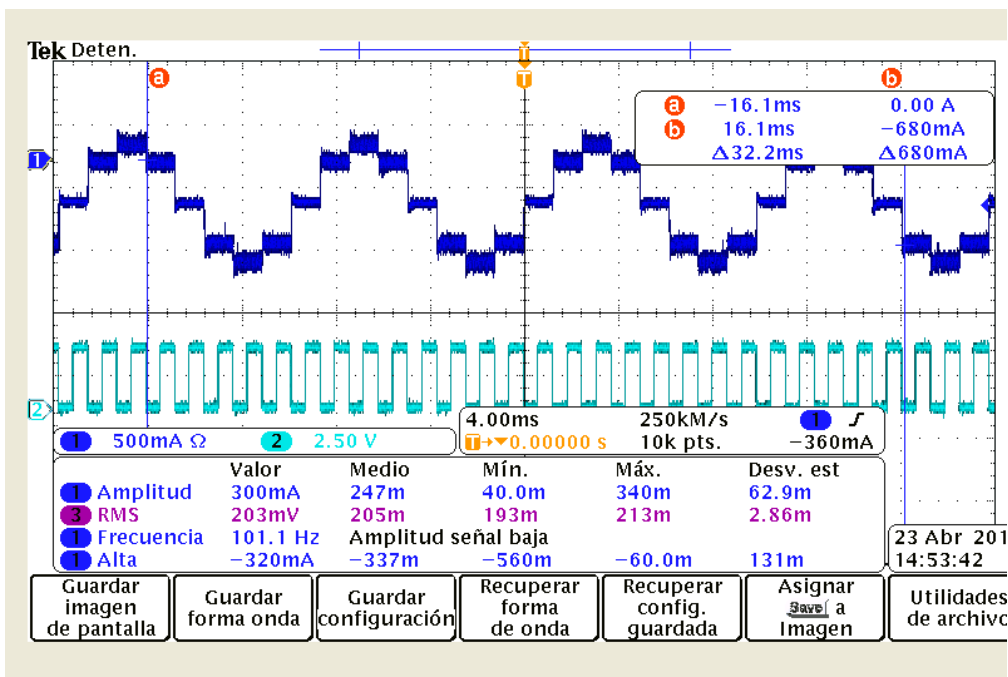 Tek Deten.
T
a b
T
a −16.1ms 0.00 A
b 16.1ms −680mA
Δ32.2ms Δ680mA
1
2
1 500mA Ω 2 2.50 V
4.00ms 250kM/s 1
T→▼0.00000 s 10k pts. −360mA
Valor Medio Mín. Máx. Desv. est
1 Amplitud 300mA 247m 40.0m 340m 62.9m
3 RMS 203mV 205m 193m 213m 2.86m
1 Frecuencia 101.1 Hz Amplitud señal baja
1 Alta −320mA −337m −560m −60.0m 131m
23 Abr 201
14:53:42
Guardar
imagen
de pantalla
Guardar
forma onda
Guardar
configuración
Recuperar
forma
de onda
Recuperar
config.
guardada
Asignar
Save a
Imagen
Utilidades
de archivo